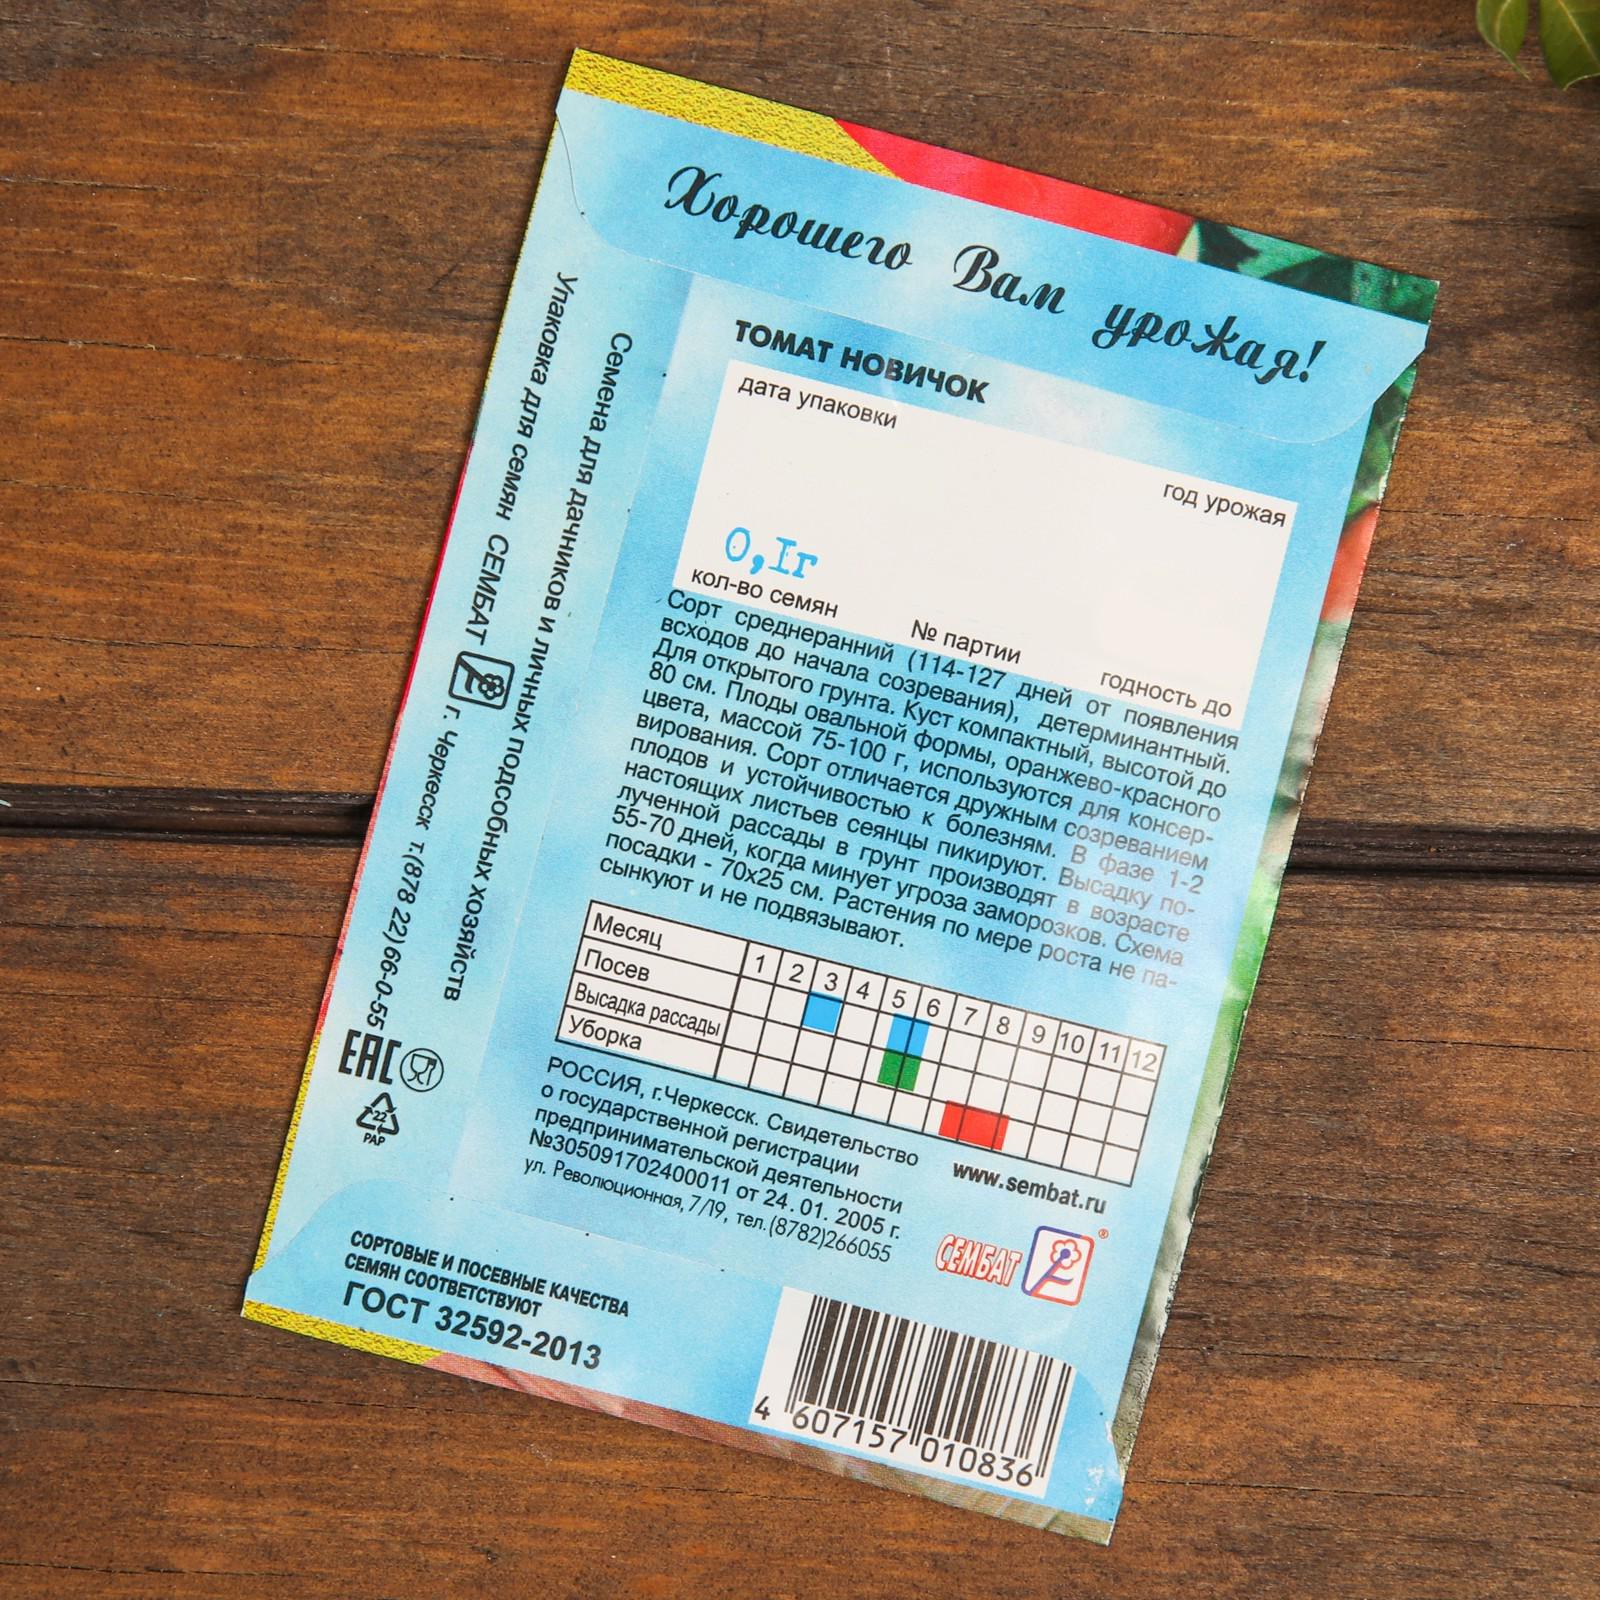 Хорошего Вам урожая!
ТОМАТ НОВИЧОК
дата упаковки
год урожая
0,1г
кол-во семян
№ партии
годность до
Сорт среднеранний (114-127 дней от появления
всходов до начала созревания), детерминантный.
Для открытого грунта. Куст компактный, высотой до
80 см. Плоды овальной формы, оранжево-красного
цвета, массой 75-100 г, используются для консер-
вирования. Сорт отличается дружным созреванием
плодов и устойчивостью к болезням. В фазе 1-2
настоящих листьев сеянцы пикируют. Высадку по-
лученной рассады в грунт производят в возрасте
55-70 дней, когда минует угроза заморозков. Схема
посадки - 70х25 см. Растения по мере роста не па-
сынкуют и не подвязывают.
Месяц 1 2 3 4 5 6 7 8 9 10 11 12
Посев
Высадка рассады
Уборка
РОССИЯ, г.Черкесск. Свидетельство
о государственной регистрации
предпринимательской деятельности
№305091702400011 от 24.01.2005 г.
ул. Революционная, 7/19, тел.(8782)266055
www.sembat.ru
СЕМБАТ ®
СОРТОВЫЕ И ПОСЕВНЫЕ КАЧЕСТВА
СЕМЯН СООТВЕТСТВУЮТ
ГОСТ 32592-2013
4 607157 010836
Семена для дачников и личных подсобных хозяйств
Упаковка для семян СЕМБАТ г. Черкесск т.(878 22)66-0-55
EAC
22
PAP